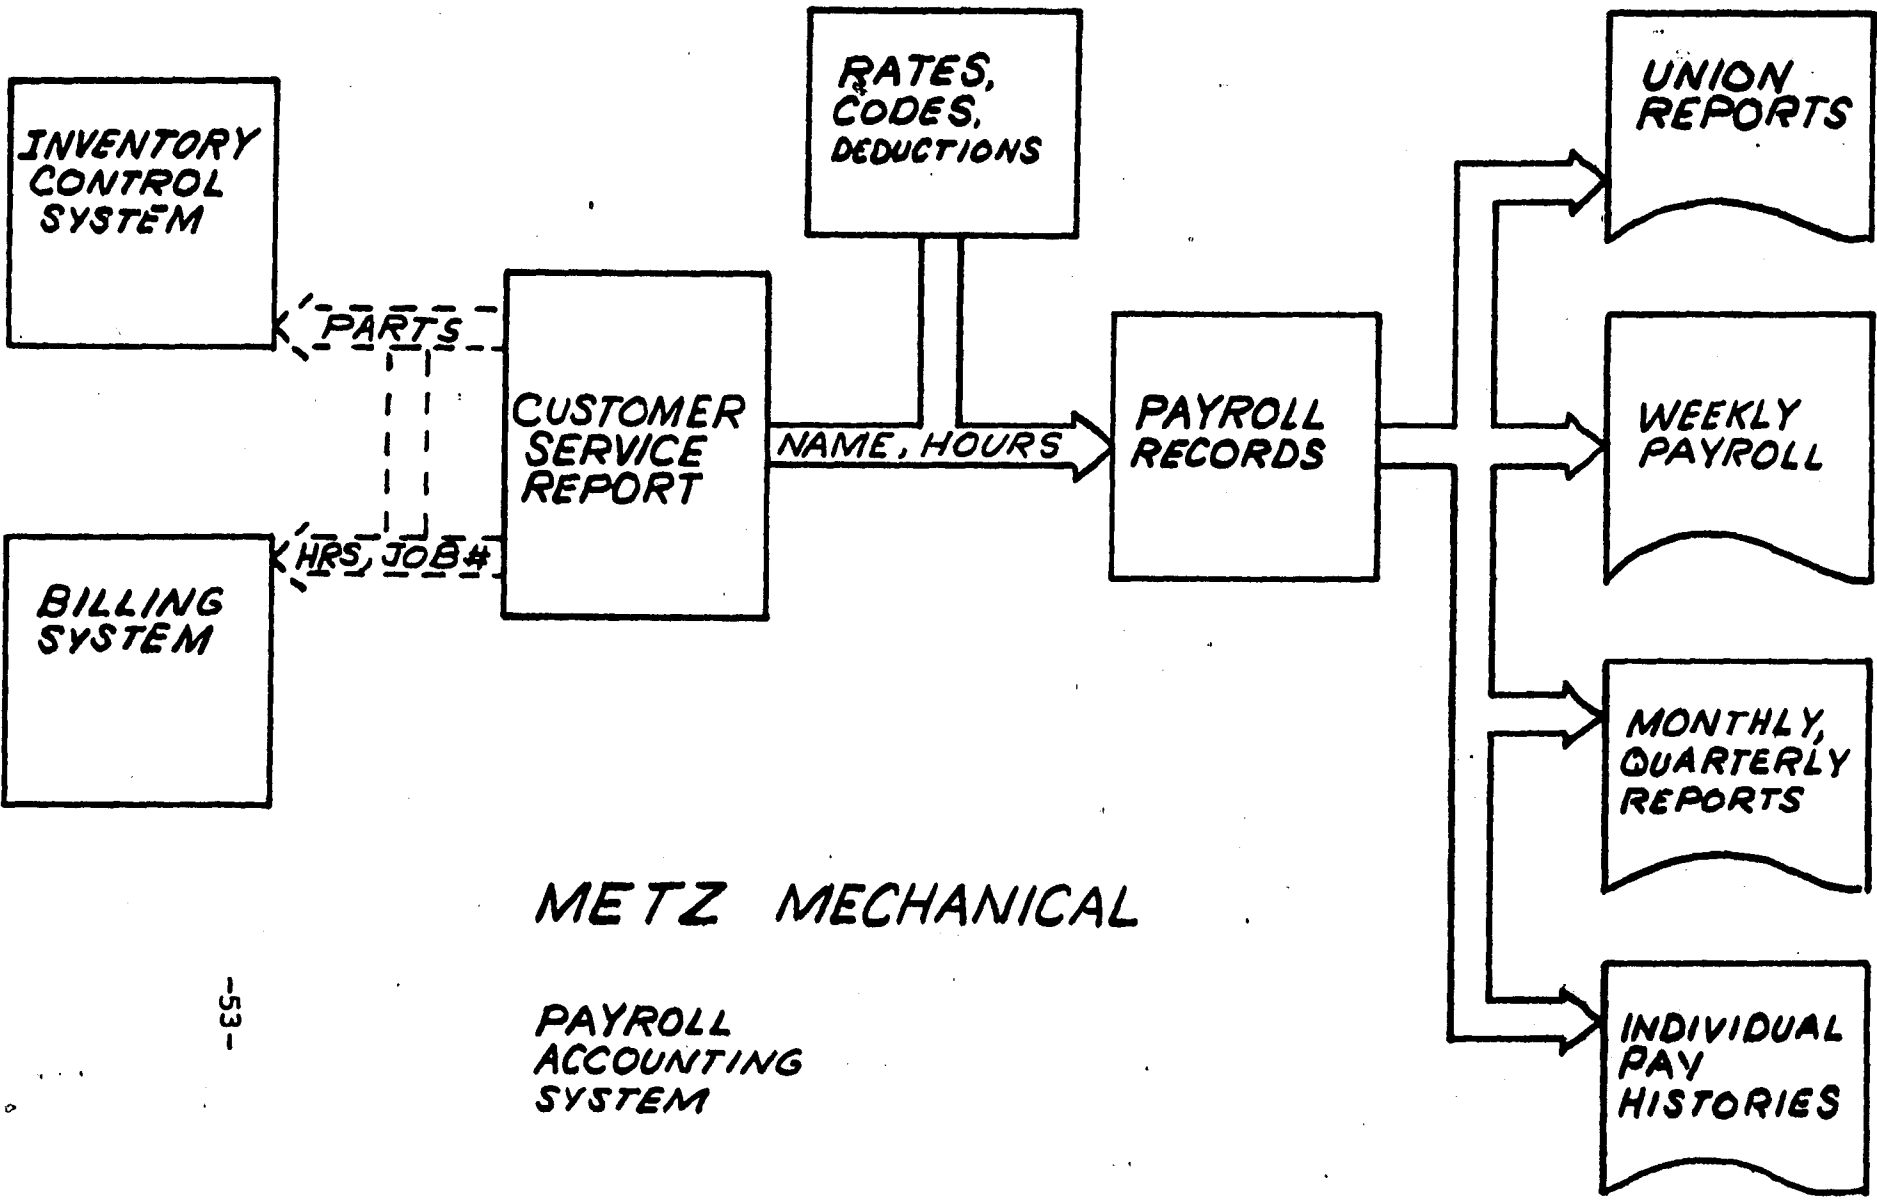 INVENTORY
CONTROL
SYSTEM
PARTS
HRS, JOB#
BILLING
SYSTEM
CUSTOMER
SERVICE
REPORT
RATES,
CODES,
DEDUCTIONS
NAME, HOURS
PAYROLL
RECORDS
UNION
REPORTS
WEEKLY
PAYROLL
MONTHLY,
QUARTERLY
REPORTS
INDIVIDUAL
PAY
HISTORIES
METZ MECHANICAL
PAYROLL
ACCOUNTING
SYSTEM
-53-